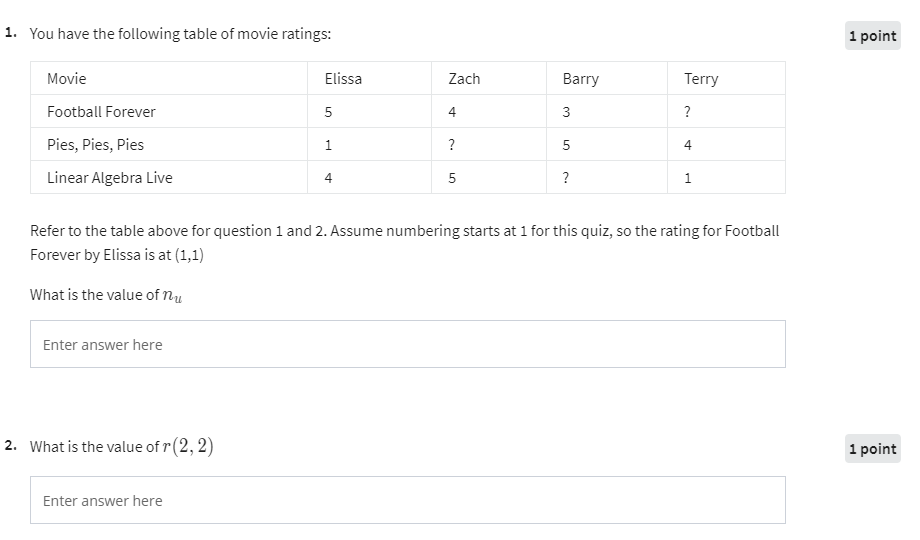 1. You have the following table of movie ratings:
1 point
Movie Elissa Zach Barry Terry
Football Forever 5 4 3 ?
Pies, Pies, Pies 1 ? 5 4
Linear Algebra Live 4 5 ? 1
Refer to the table above for question 1 and 2. Assume numbering starts at 1 for this quiz, so the rating for Football
Forever by Elissa is at (1,1)
What is the value of n_u
Enter answer here
2. What is the value of r(2, 2)
1 point
Enter answer here